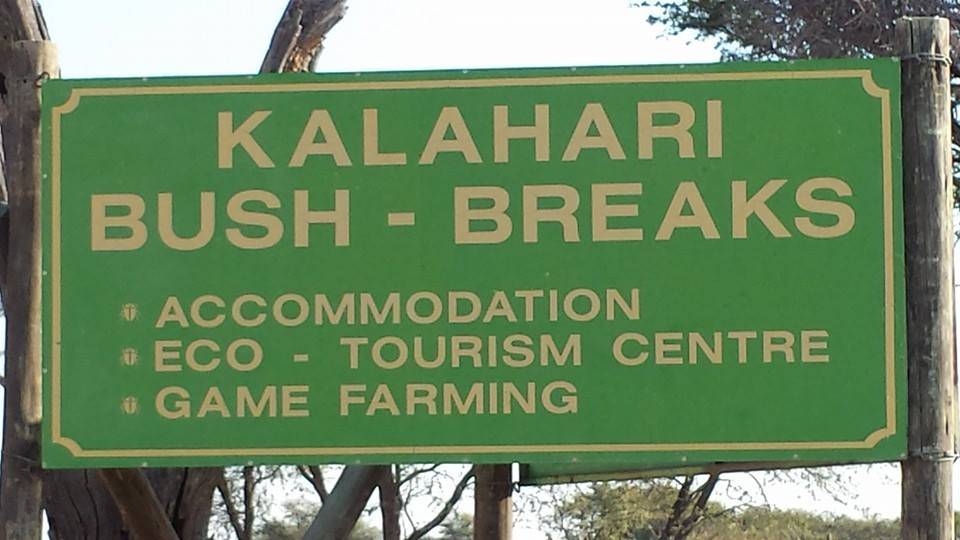 KALAHARI
BUSH - BREAKS
ACCOMMODATION
ECO - TOURISM CENTRE
GAME FARMING